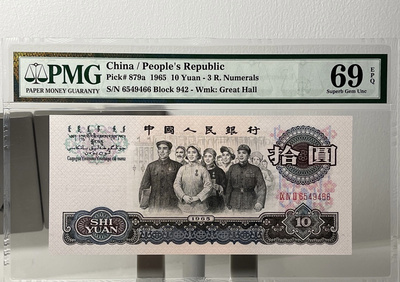 China / People's Republic
Pick# 879a 1965 10 Yuan - 3 R. Numerals
S/N 6549466 Block 942 - Wmk: Great Hall
PMG
PAPER MONEY GUARANTY
69
EPQ
Superb Gem Unc
中國人民銀行
拾圓
6549466
1965
SHI
YUAN
10